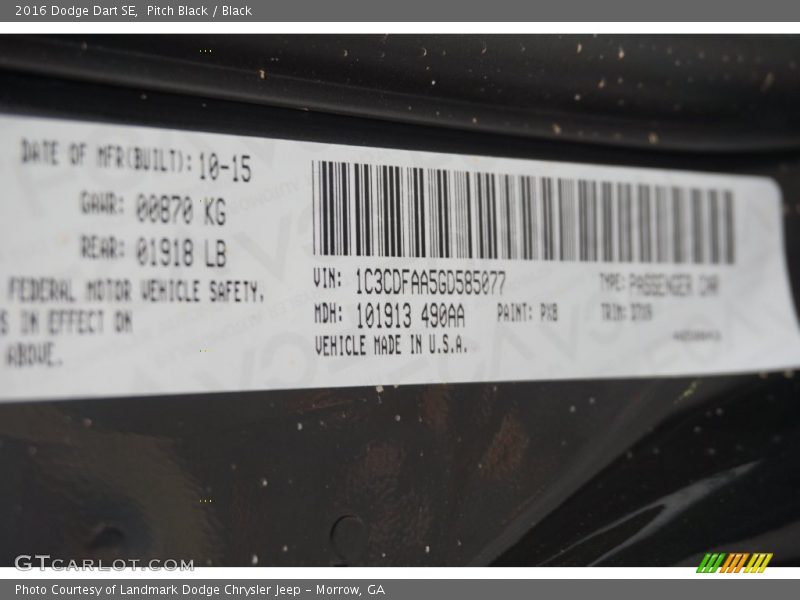 2016 Dodge Dart SE, Pitch Black / Black
DATE OF MFR(BUILT): 10-15
GAWR: 00870 KG
REAR: 01918 LB
FEDERAL MOTOR VEHICLE SAFETY,
S IN EFFECT ON
ABOVE.
VIN: 1C3CDFAA5GD585077
TYPE: PASSENGER CAR
MDH: 101913 490AA
PAINT: PX8
TRIM:
VEHICLE MADE IN U.S.A.
GTCARLOT.COM
Photo Courtesy of Landmark Dodge Chrysler Jeep - Morrow, GA